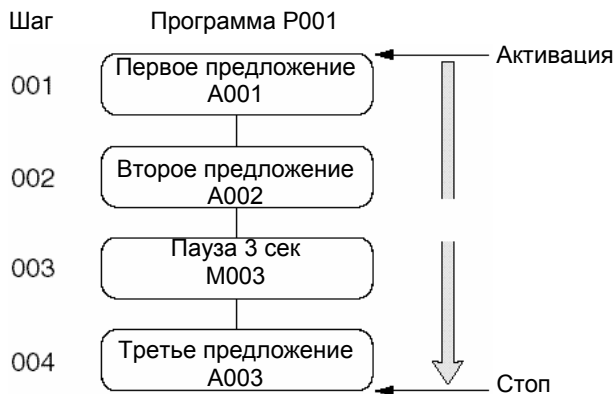 Шаг Программа P001
Активация
001 Первое предложение
A001
002 Второе предложение
A002
003 Пауза 3 сек
M003
004 Третье предложение
A003
Стоп